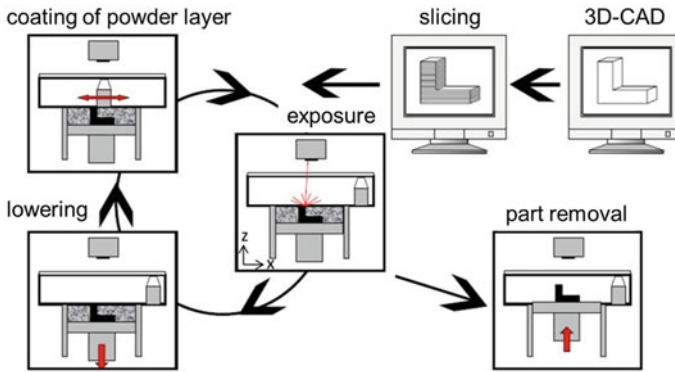 coating of powder layer
slicing
3D-CAD
exposure
lowering
part removal
z
x